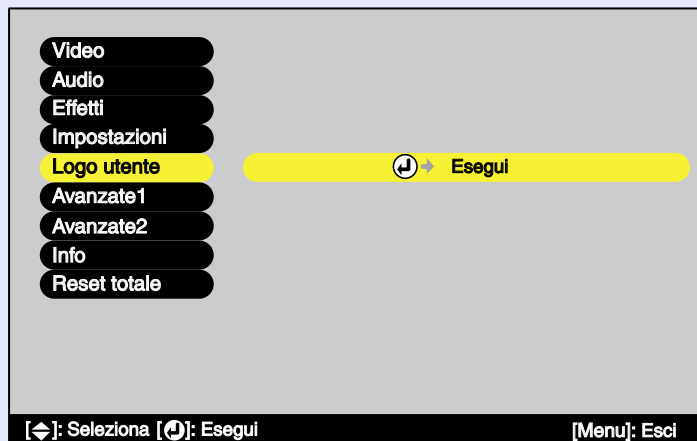 Video
Audio
Effetti
Impostazioni
Logo utente
Esegui
Avanzate1
Avanzate2
Info
Reset totale
[]: Seleziona []: Esegui
[Menu]: Esci